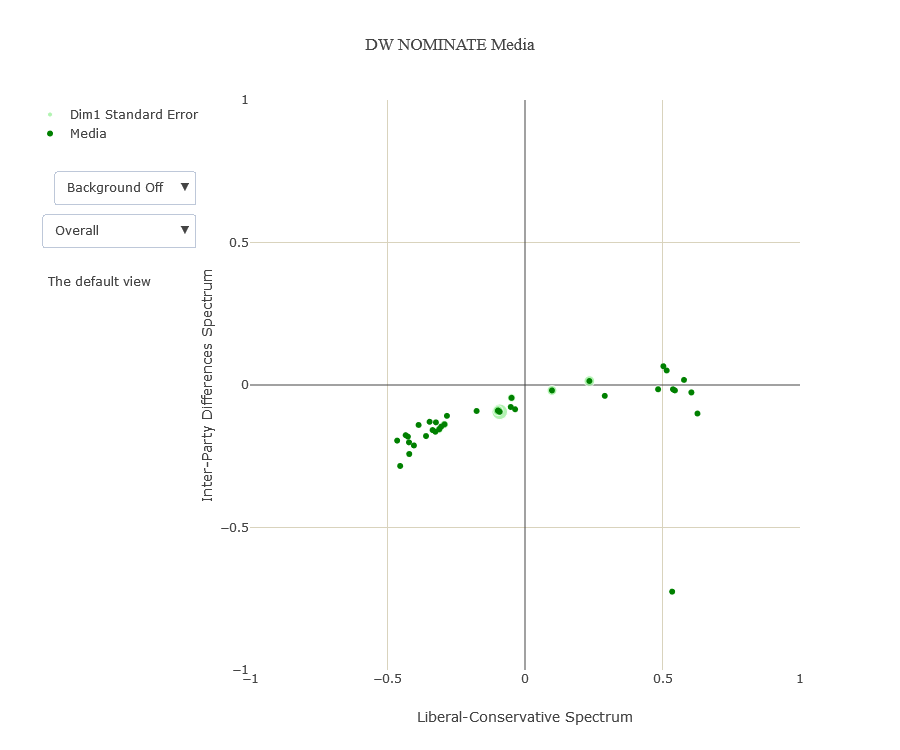 DW NOMINATE Media
Dim1 Standard Error
Media
Background Off ▼
Overall ▼
The default view
1
0.5
0
−0.5
−1
−1
−0.5
0
0.5
1
Inter-Party Differences Spectrum
Liberal-Conservative Spectrum